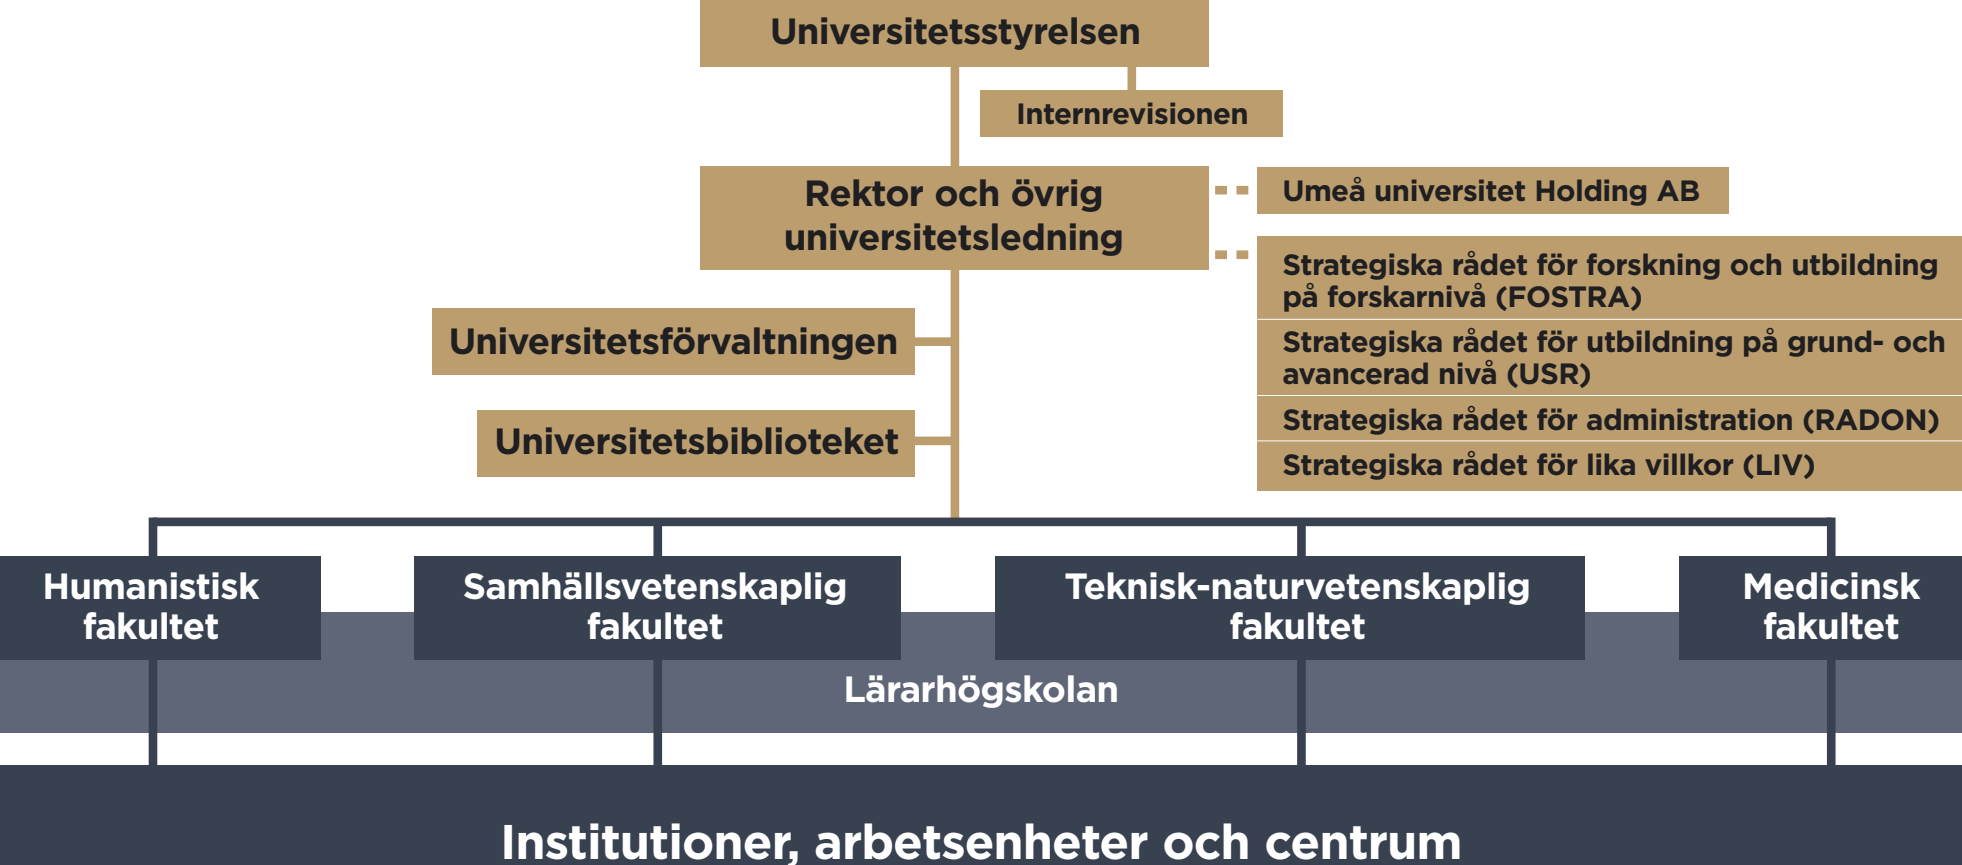 Universitetsstyrelsen
Internrevisionen
Rektor och övrig
universitetsledning
Umeå universitet Holding AB
Strategiska rådet för forskning och utbildning
på forskarnivå (FOSTRA)
Strategiska rådet för utbildning på grund- och
avancerad nivå (USR)
Strategiska rådet för administration (RADON)
Strategiska rådet för lika villkor (LIV)
Universitetsförvaltningen
Universitetsbiblioteket
Humanistisk
fakultet
Samhällsvetenskaplig
fakultet
Teknisk-naturvetenskaplig
fakultet
Medicinsk
fakultet
Lärarhögskolan
Institutioner, arbetsenheter och centrum